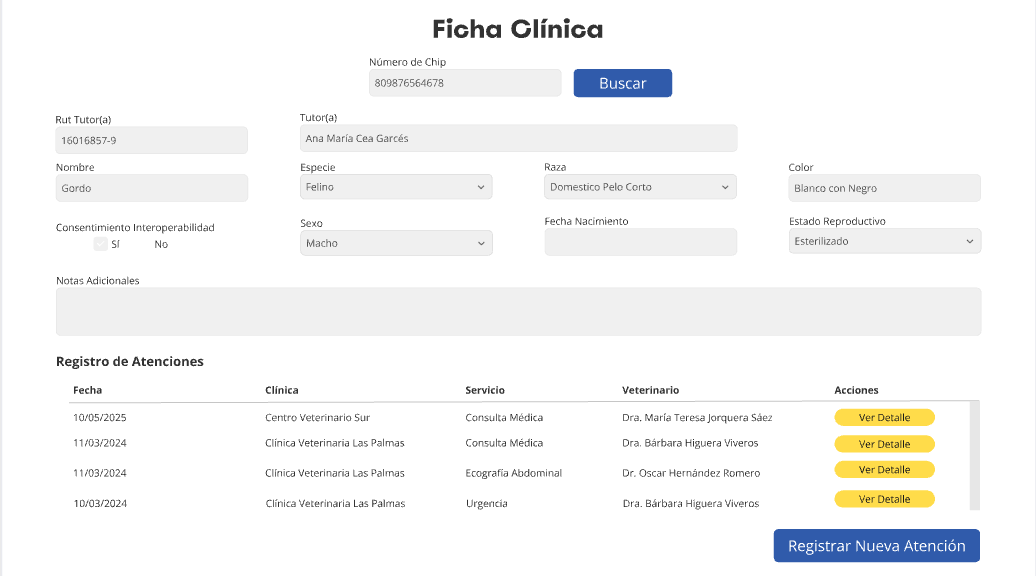 Ficha Clínica
Número de Chip
809876564678
Buscar
Rut Tutor(a)
Tutor(a)
16016857-9
Ana María Cea Garcés
Nombre
Especie
Raza
Color
Gordo
Felino
Domestico Pelo Corto
Blanco con Negro
Consentimiento Interoperabilidad
Sexo
Fecha Nacimiento
Estado Reproductivo
Sí
No
Macho
Esterilizado
Notas Adicionales
Registro de Atenciones
Fecha Clínica Servicio Veterinario Acciones
10/05/2025 Centro Veterinario Sur Consulta Médica Dra. María Teresa Jorquera Sáez Ver Detalle
11/03/2024 Clínica Veterinaria Las Palmas Consulta Médica Dra. Bárbara Higuera Viveros Ver Detalle
11/03/2024 Clínica Veterinaria Las Palmas Ecografía Abdominal Dr. Oscar Hernández Romero Ver Detalle
10/03/2024 Clínica Veterinaria Las Palmas Urgencia Dra. Bárbara Higuera Viveros Ver Detalle
Registrar Nueva Atención